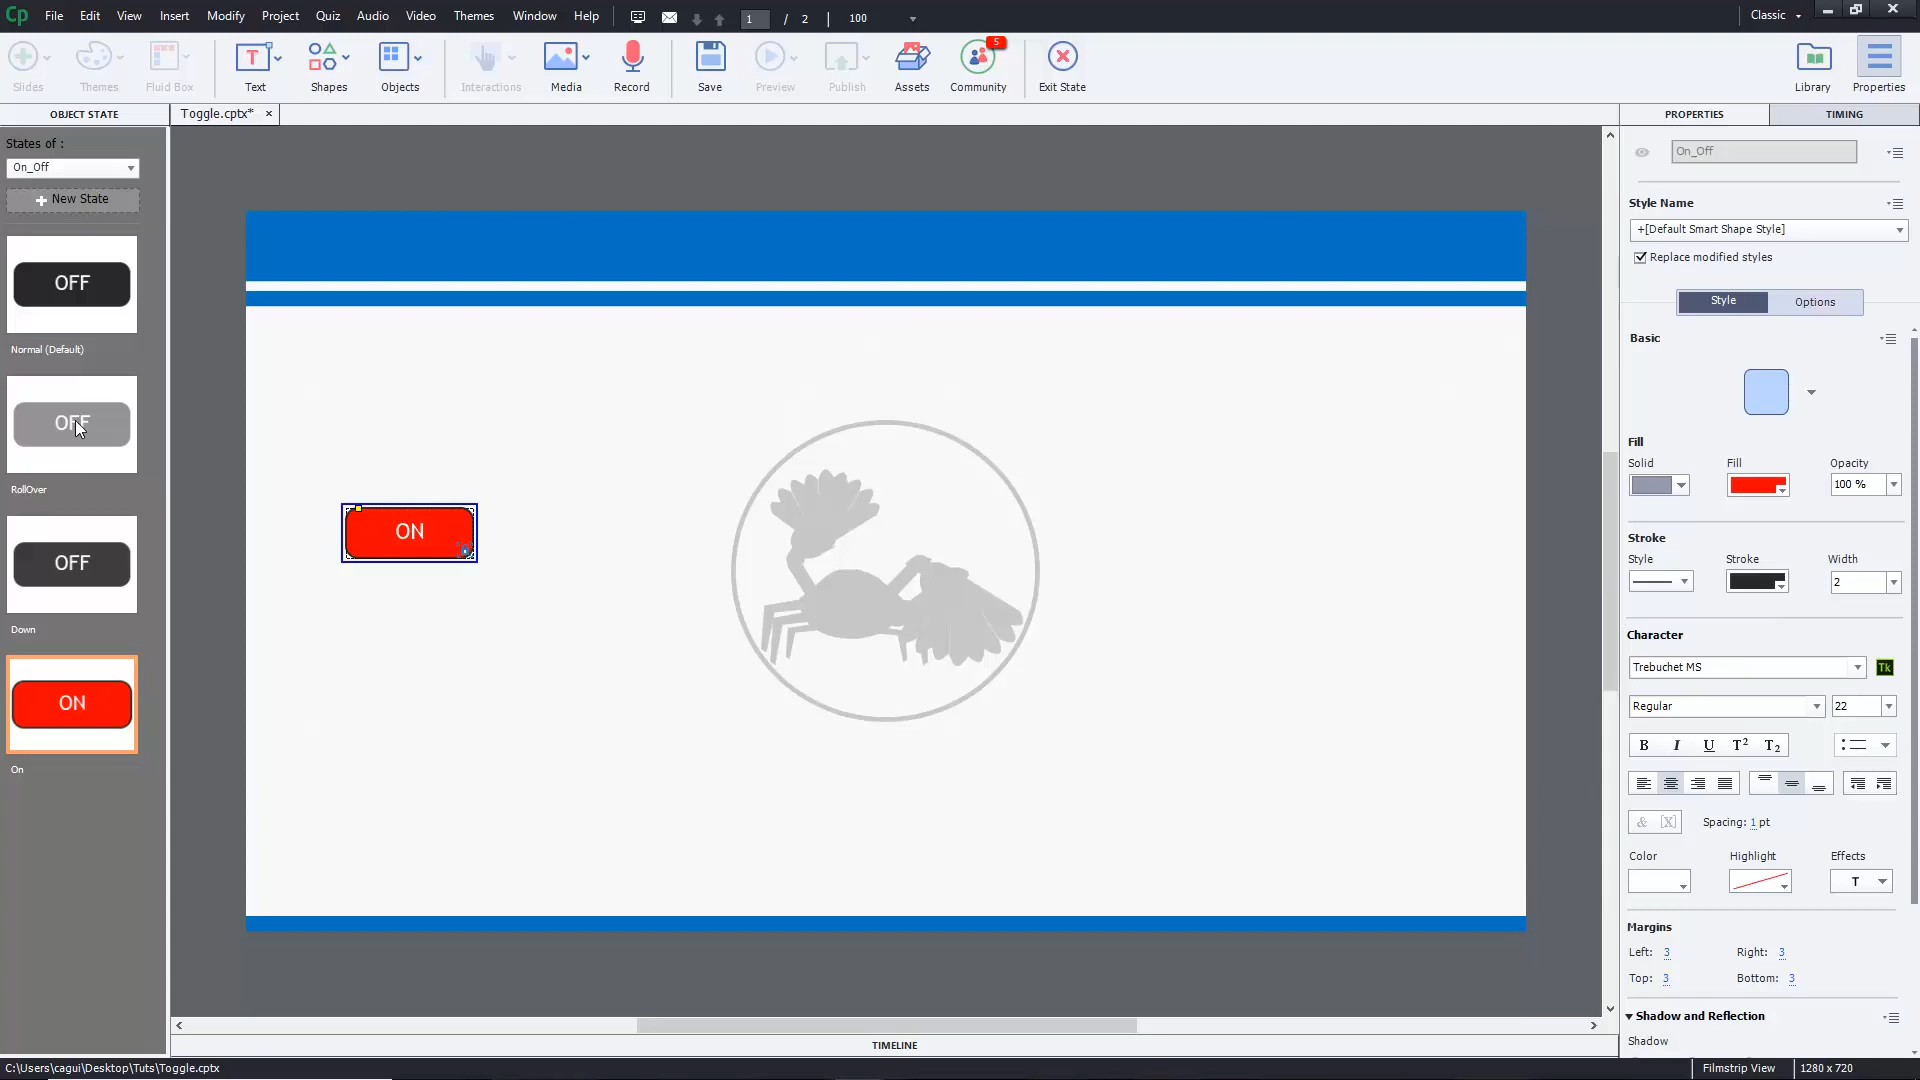 Cp File Edit View Insert Modify Project Quiz Audio Video Themes Window Help 1 / 2 100 Classic
Slides Themes Fluid Box Text Shapes Objects Interactions Media Record Save Preview Publish Assets 5 Community Exit State Library Properties
OBJECT STATE Toggle.cptx* × PROPERTIES TIMING
States of :
On_Off
New State
OFF
Normal (Default)
OFF
RollOver
OFF
Down
ON
On
ON
On_Off
Style Name
+[Default Smart Shape Style]
Replace modified styles
Style Options
Basic
Fill
Solid Fill Opacity
100 %
Stroke
Style Stroke Width
2
Character
Trebuchet MS Tk
Regular 22
B I U T2 T2
& [X] Spacing: 1 pt
Color Highlight Effects
T
Margins
Left: 3 Right: 3
Top: 3 Bottom: 3
Shadow and Reflection
Shadow
TIMELINE
C:\Users\cagui\Desktop\Tuts\Toggle.cptx Filmstrip View 1280 x 720